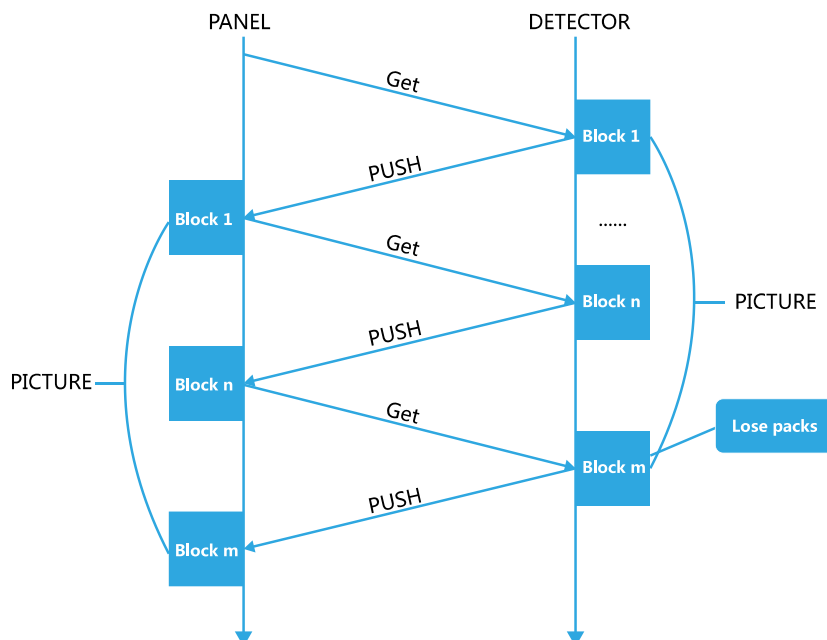 PANEL
DETECTOR
Get
Block 1
PUSH
Block 1
......
Get
Block n
PICTURE
PUSH
PICTURE
Block n
Get
Lose packs
Block m
PUSH
Block m